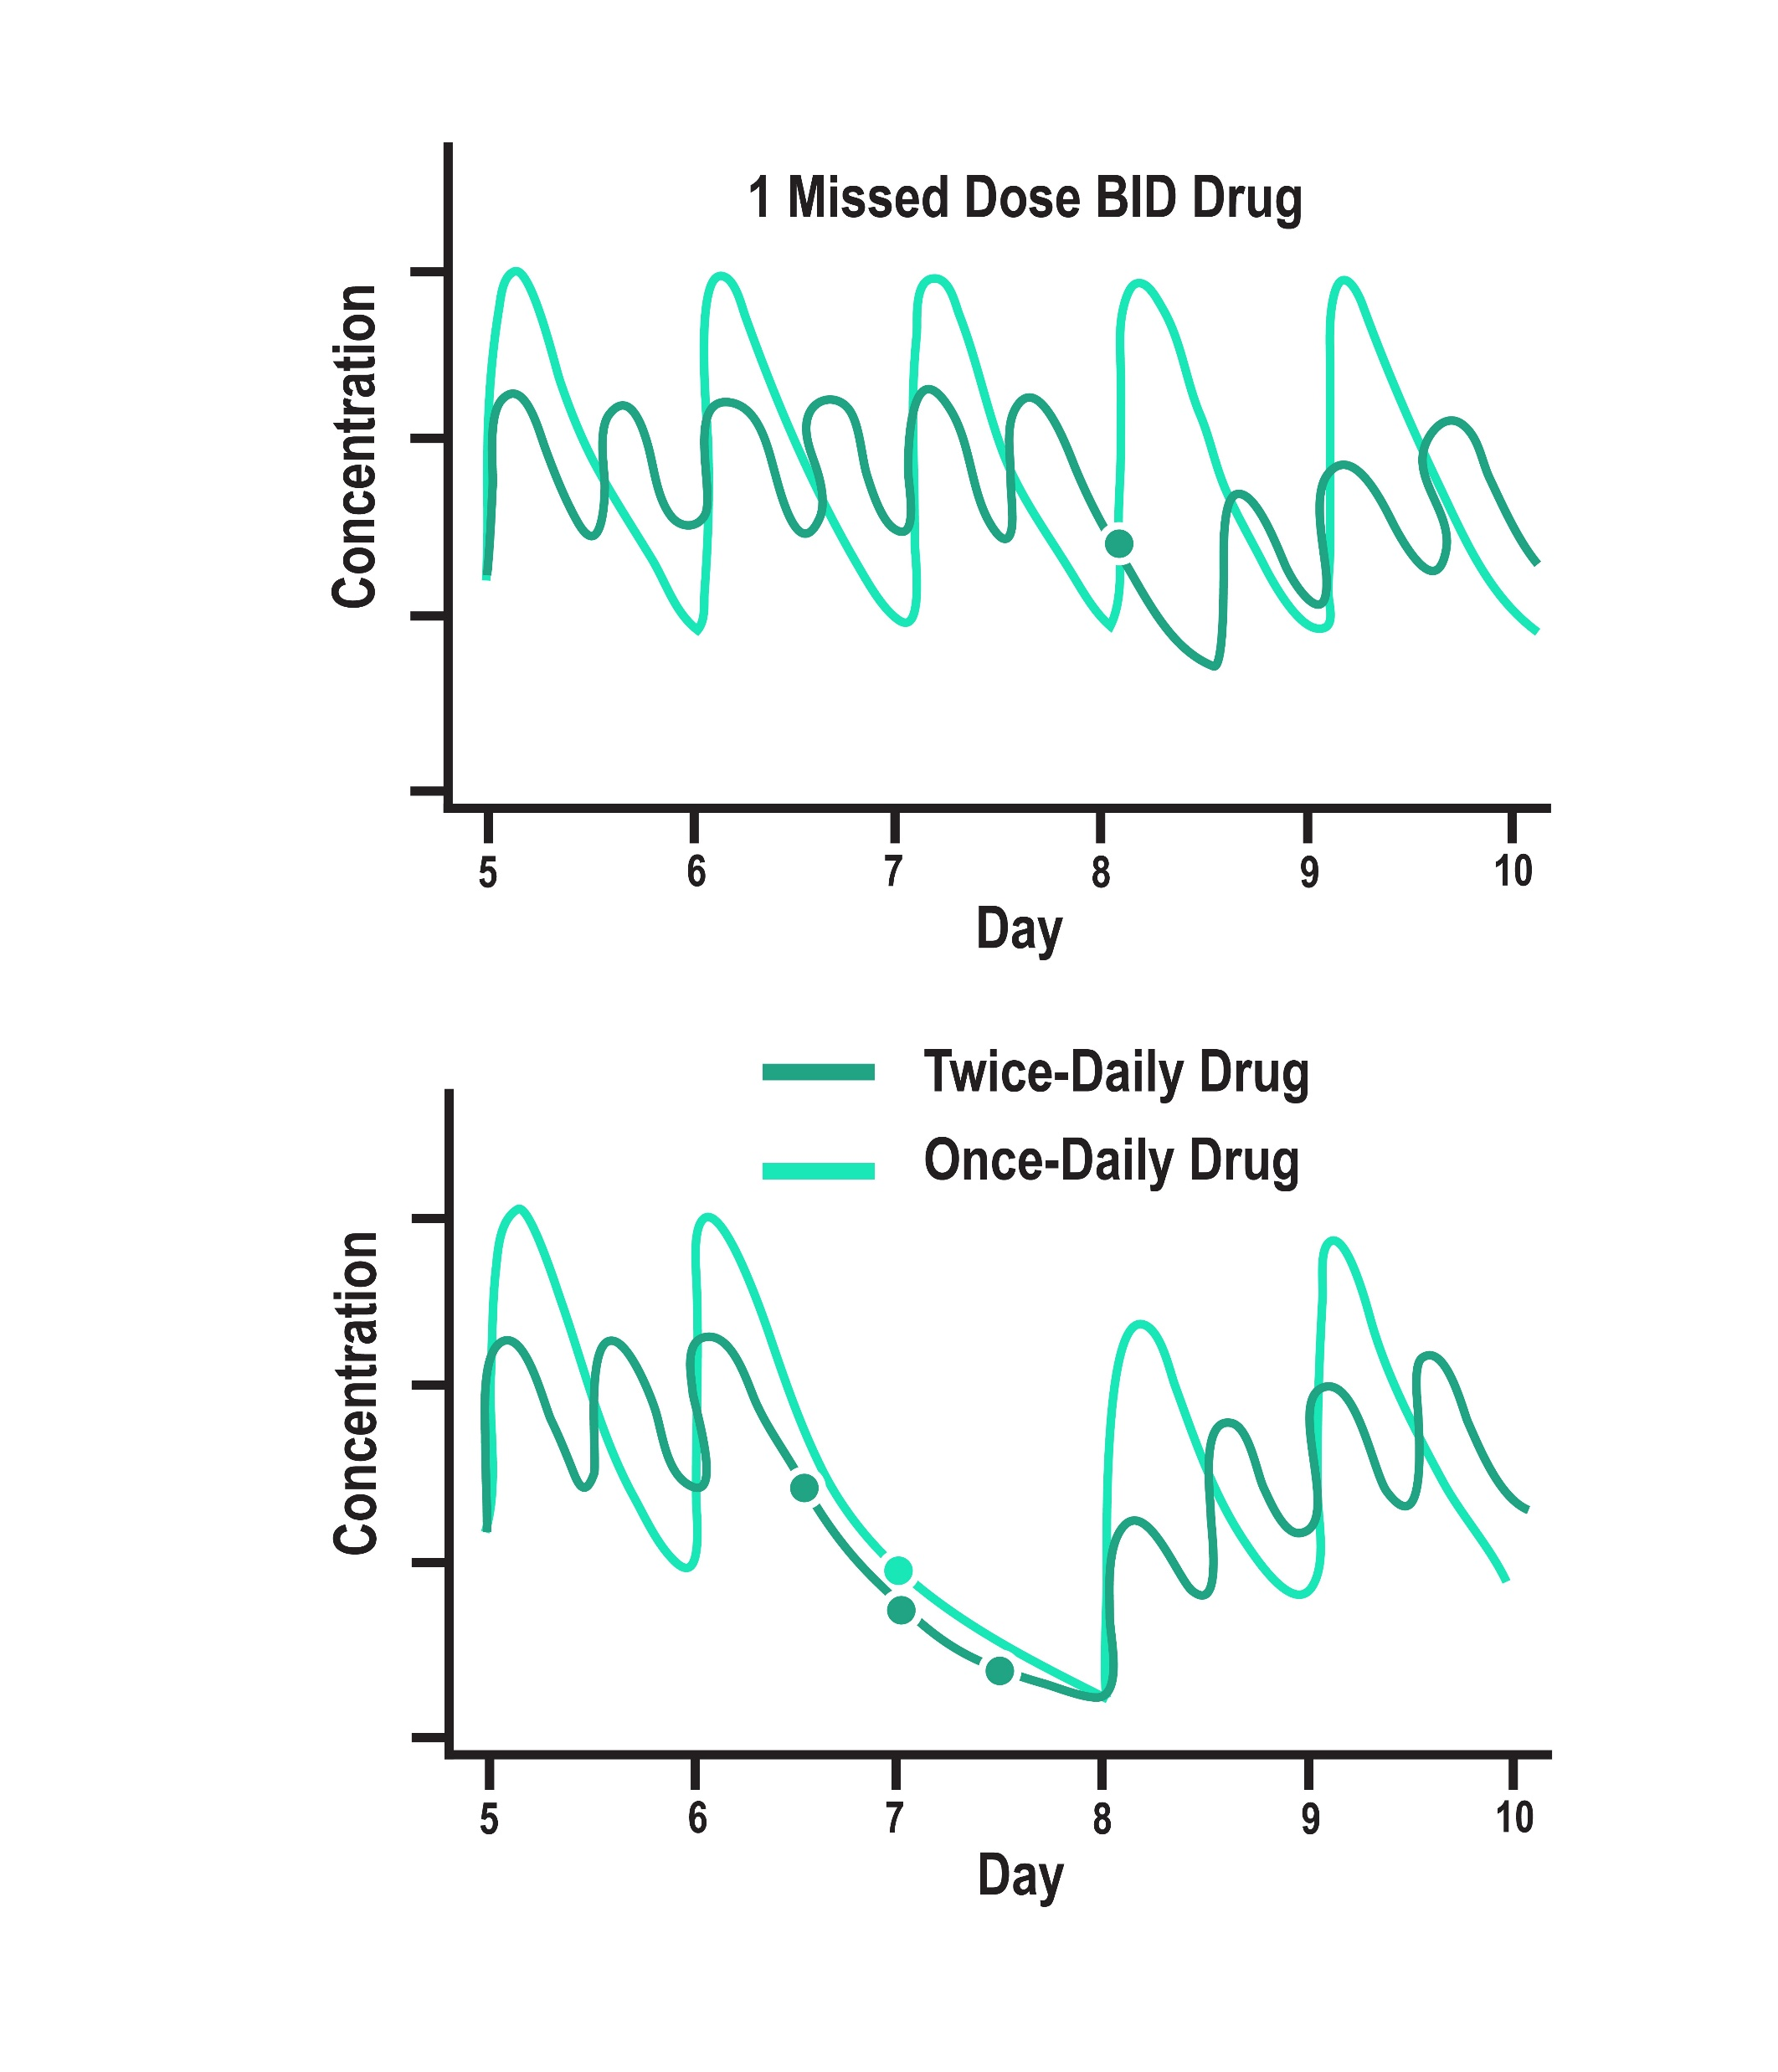 1 Missed Dose BID Drug
Concentration
5 6 7 8 9 10
Day
Twice-Daily Drug
Once-Daily Drug
Concentration
5 6 7 8 9 10
Day